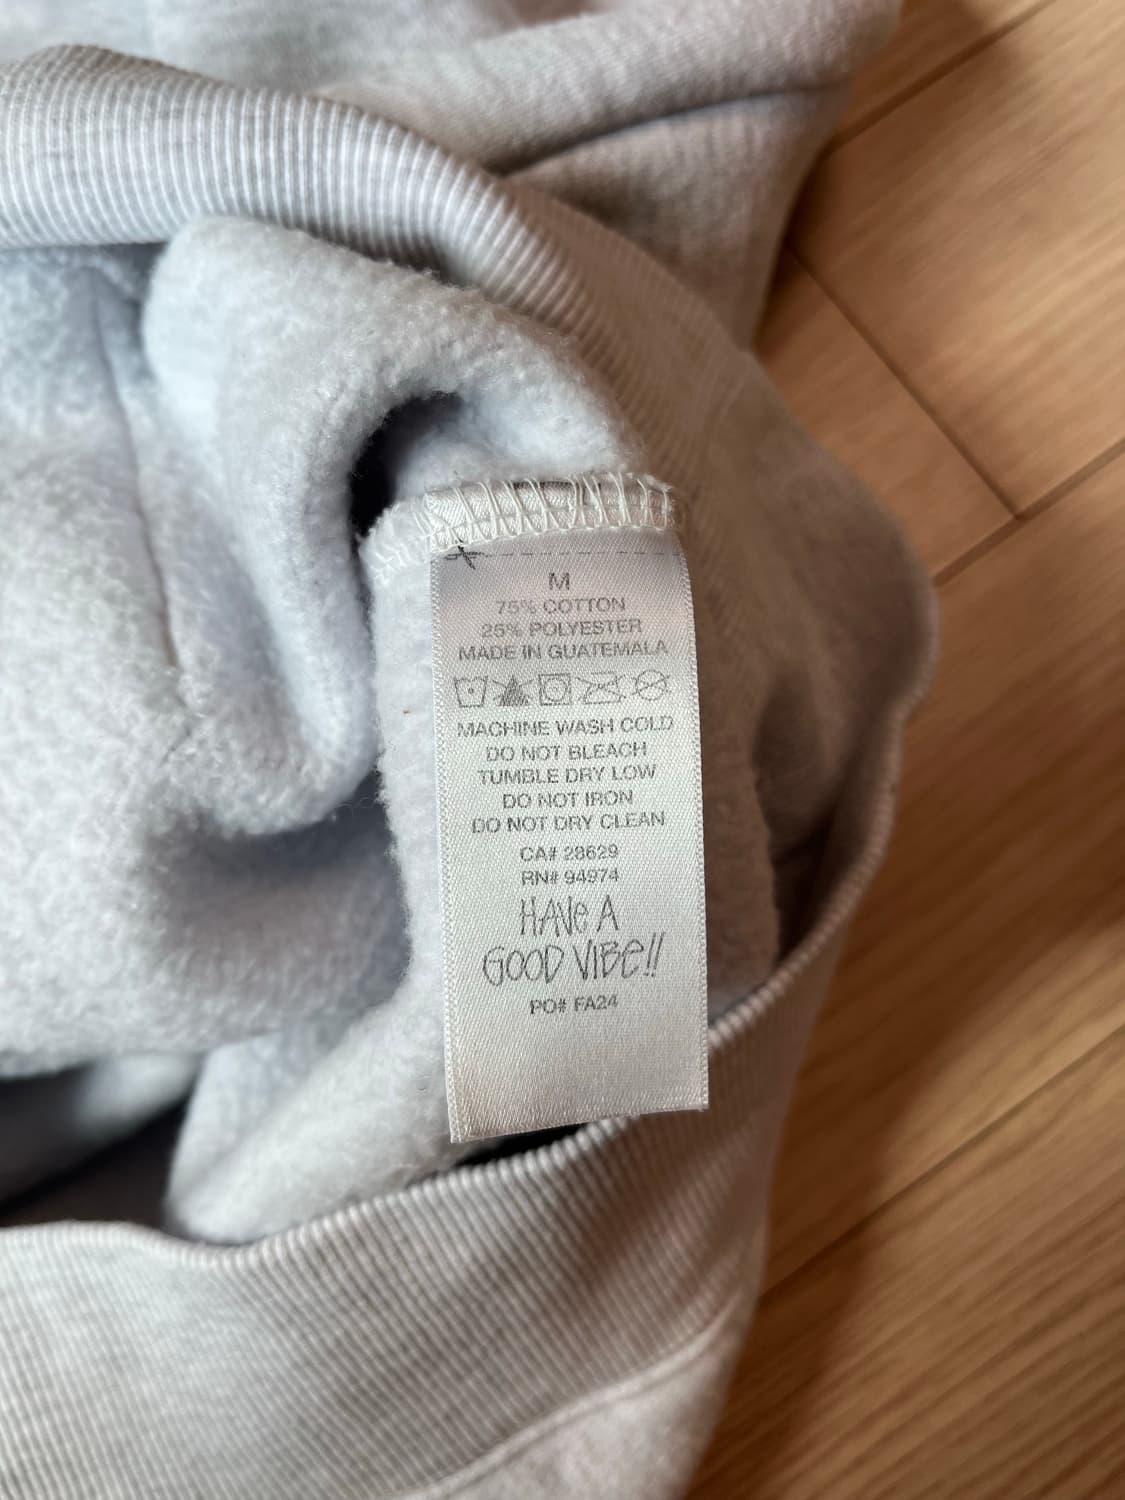 M
75% COTTON
25% POLYESTER
MADE IN GUATEMALA
MACHINE WASH COLD
DO NOT BLEACH
TUMBLE DRY LOW
DO NOT IRON
DO NOT DRY CLEAN
CA# 28629
RN# 94974
HAVe A
GOOD VIBe!!
PO# FA24